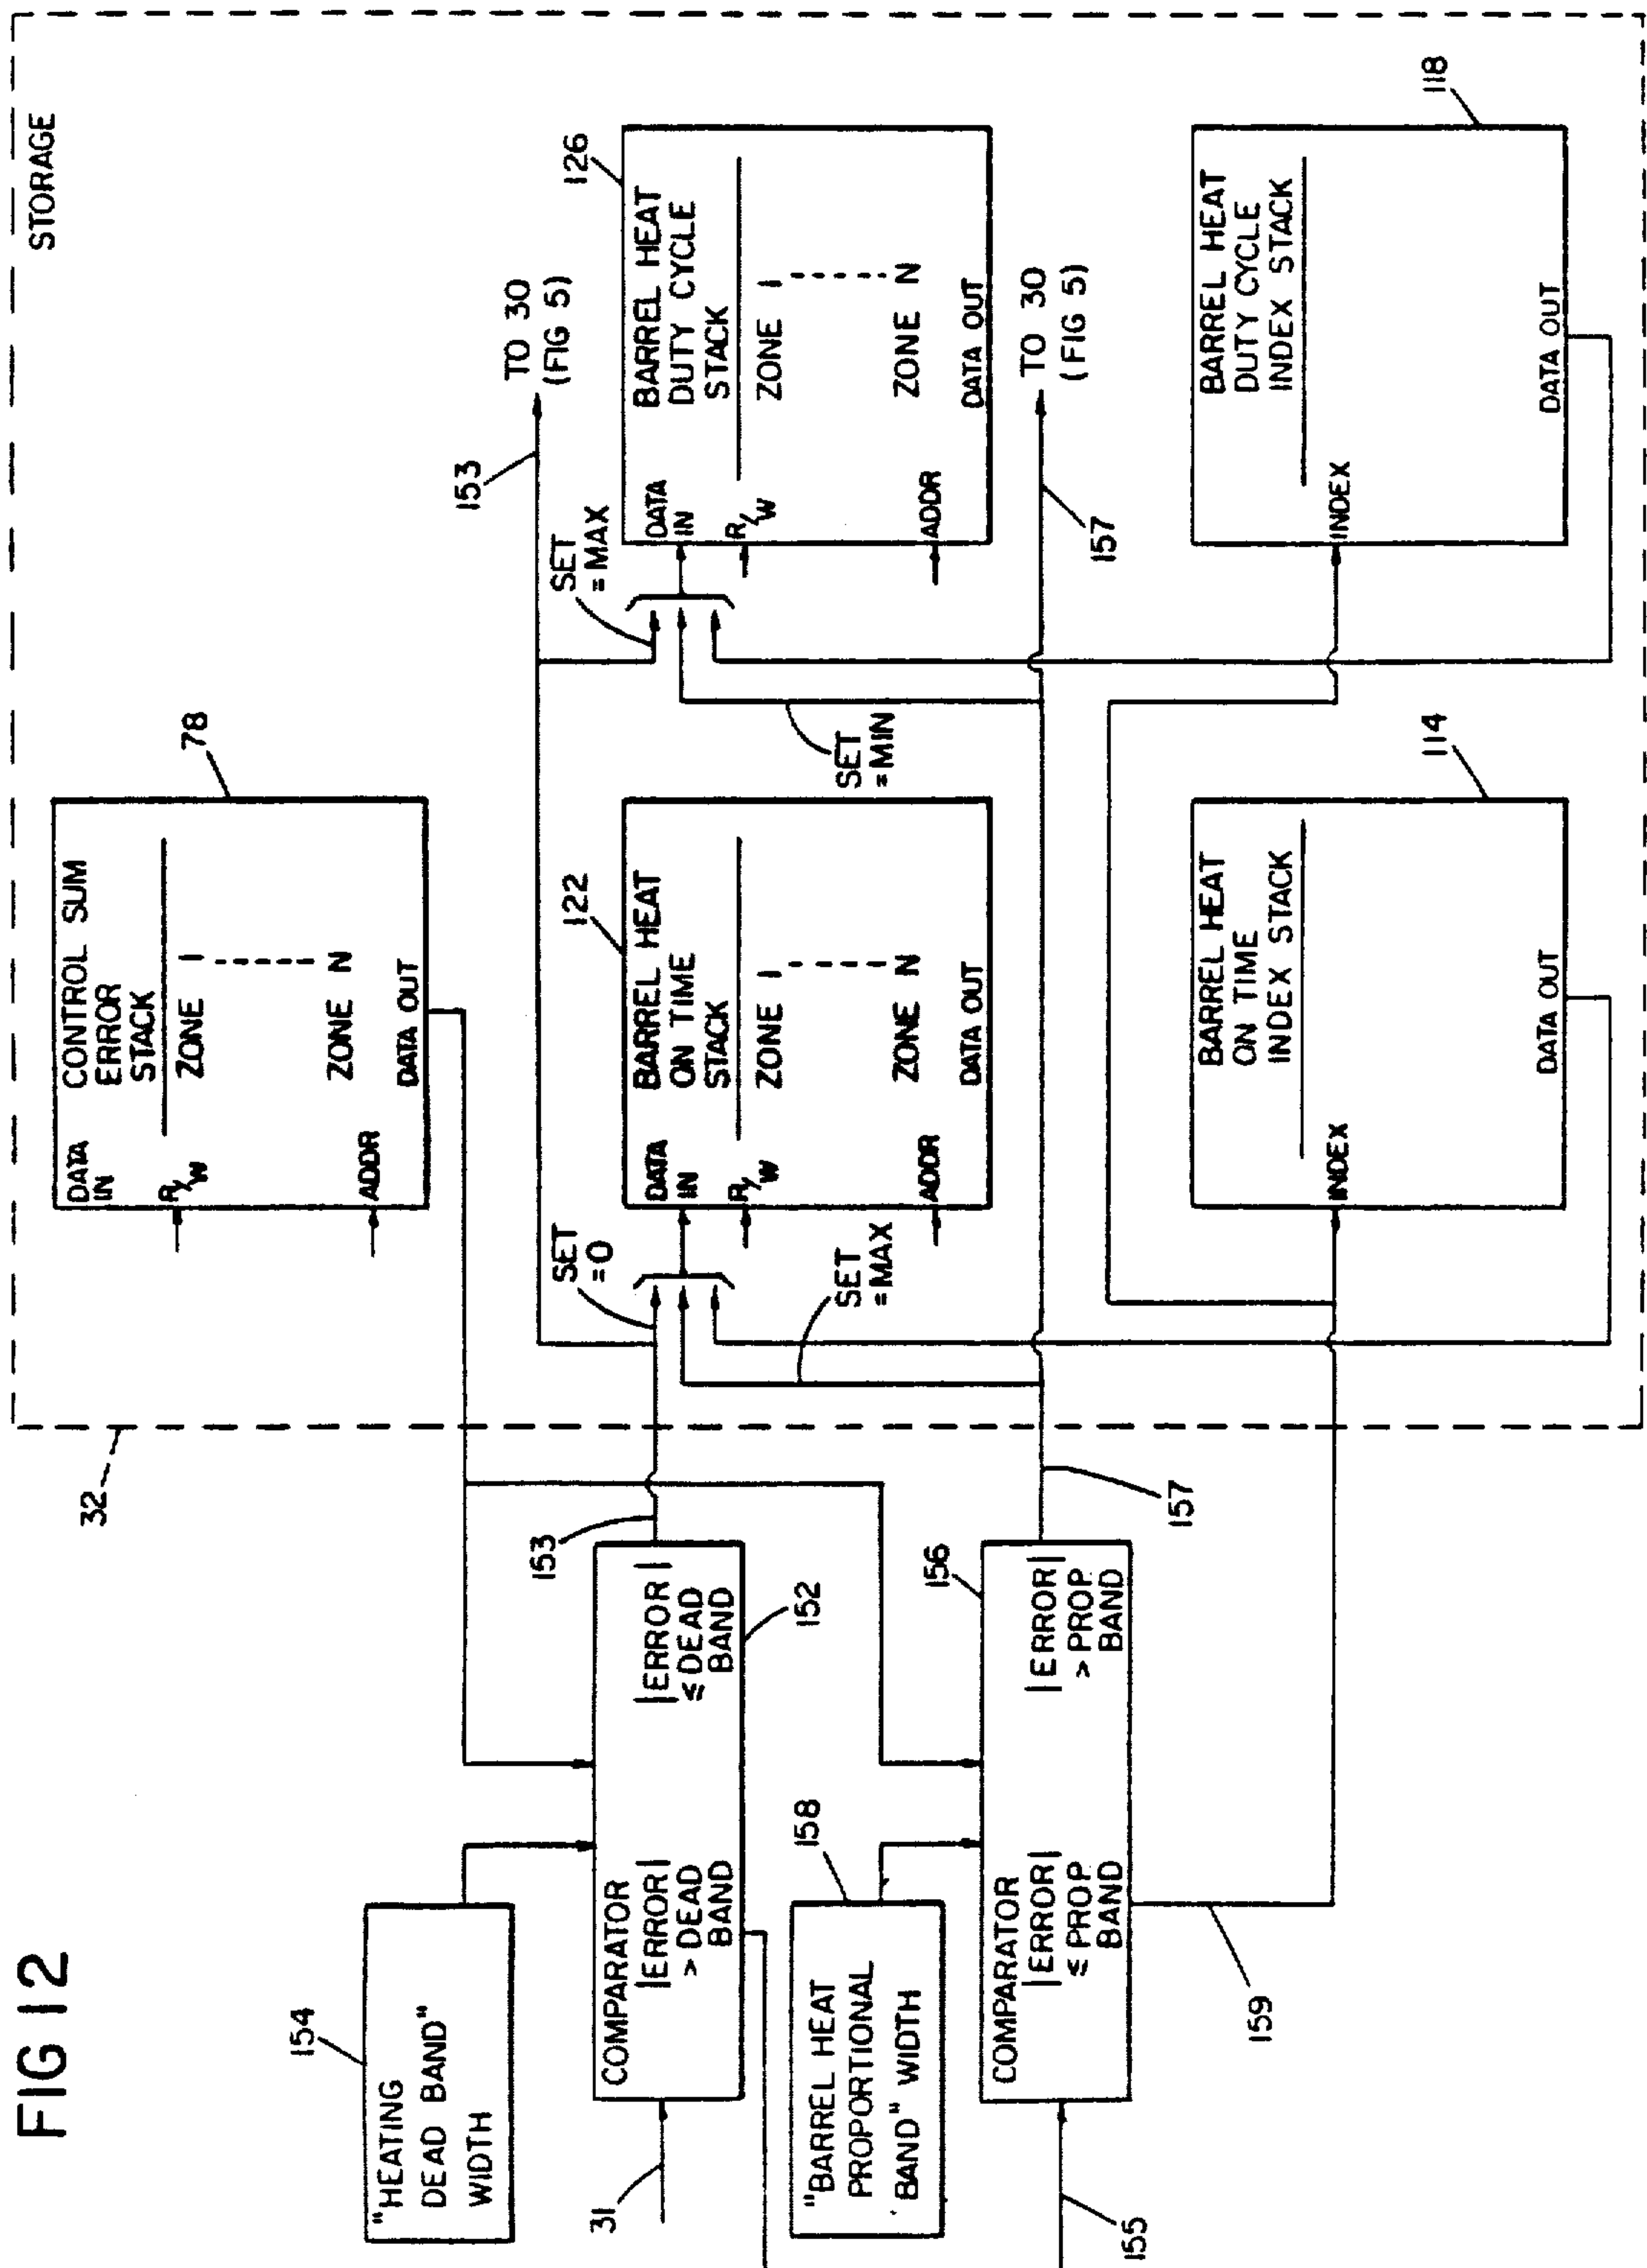 FIG 12
STORAGE
32
78
DATA
IN
CONTROL SUM
ERROR
STACK
R/W
ZONE 1
ZONE N
ADDR
DATA OUT
154
"HEATING
DEAD BAND"
WIDTH
31
COMPARATOR
|ERROR|
> DEAD
BAND
|ERROR|
≤ DEAD
BAND
152
153
SET
=0
153
TO 30
(FIG 5)
122
DATA
IN
BARREL HEAT
ON TIME
STACK
R/W
ZONE 1
ZONE N
ADDR
DATA OUT
SET
=MAX
SET
=MAX
126
DATA
IN
BARREL HEAT
DUTY CYCLE
STACK
R/W
ZONE 1
ZONE N
ADDR
DATA OUT
SET
=MIN
158
"BARREL HEAT
PROPORTIONAL
BAND" WIDTH
155
COMPARATOR
|ERROR|
≤ PROP
BAND
|ERROR|
> PROP.
BAND
156
157
157
TO 30
(FIG 5)
159
114
BARREL HEAT
ON TIME
INDEX STACK
INDEX
DATA OUT
118
BARREL HEAT
DUTY CYCLE
INDEX STACK
INDEX
DATA OUT